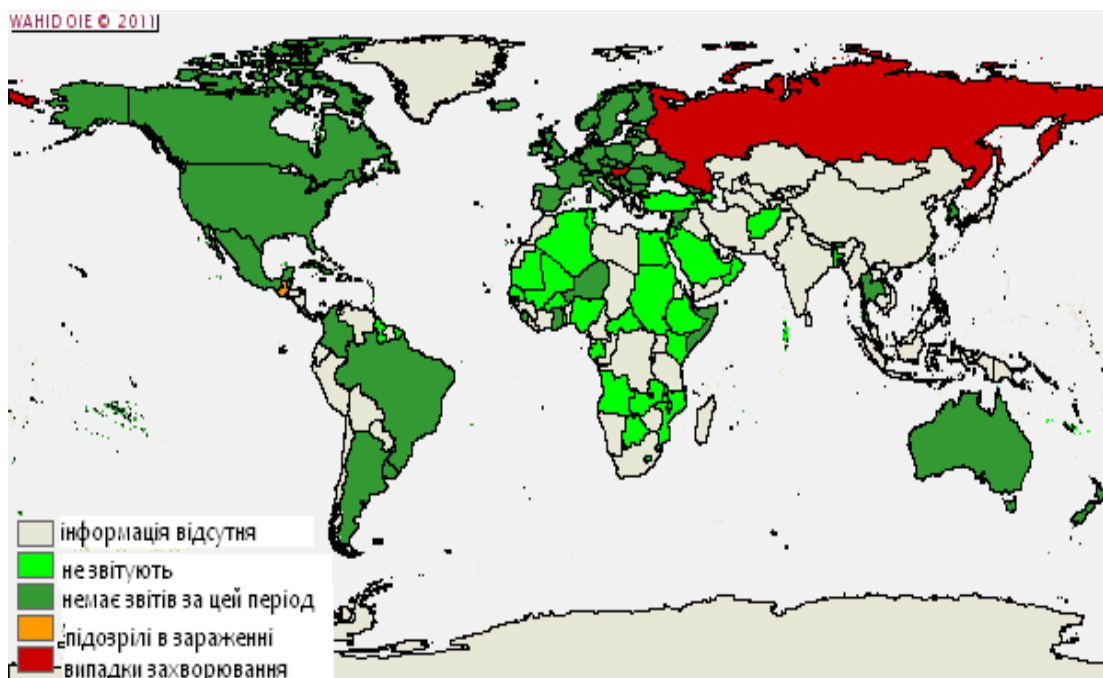 WAHID OIE © 2011
інформація відсутня
не звітують
немає звітів за цей період
підозрілі в зараженні
випадки захворювання